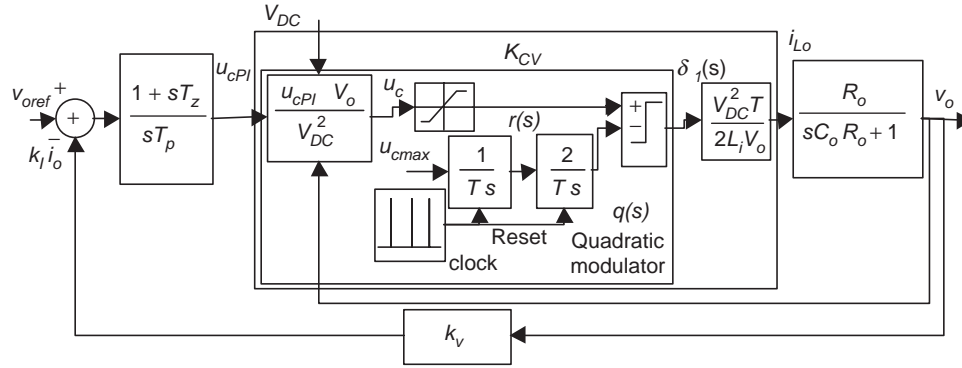 V_DC
K_CV
i_Lo
v_oref + −
k_I i_o
1 + sT_z
sT_p
u_cPI
u_cPI V_o
V_DC^2
u_c
u_cmax
1
T s
r(s)
2
T s
+
−
q(s)
Reset
clock
Quadratic
modulator
δ_1(s)
V_DC^2 T
2L_i V_o
R_o
sC_o R_o + 1
v_o
k_v